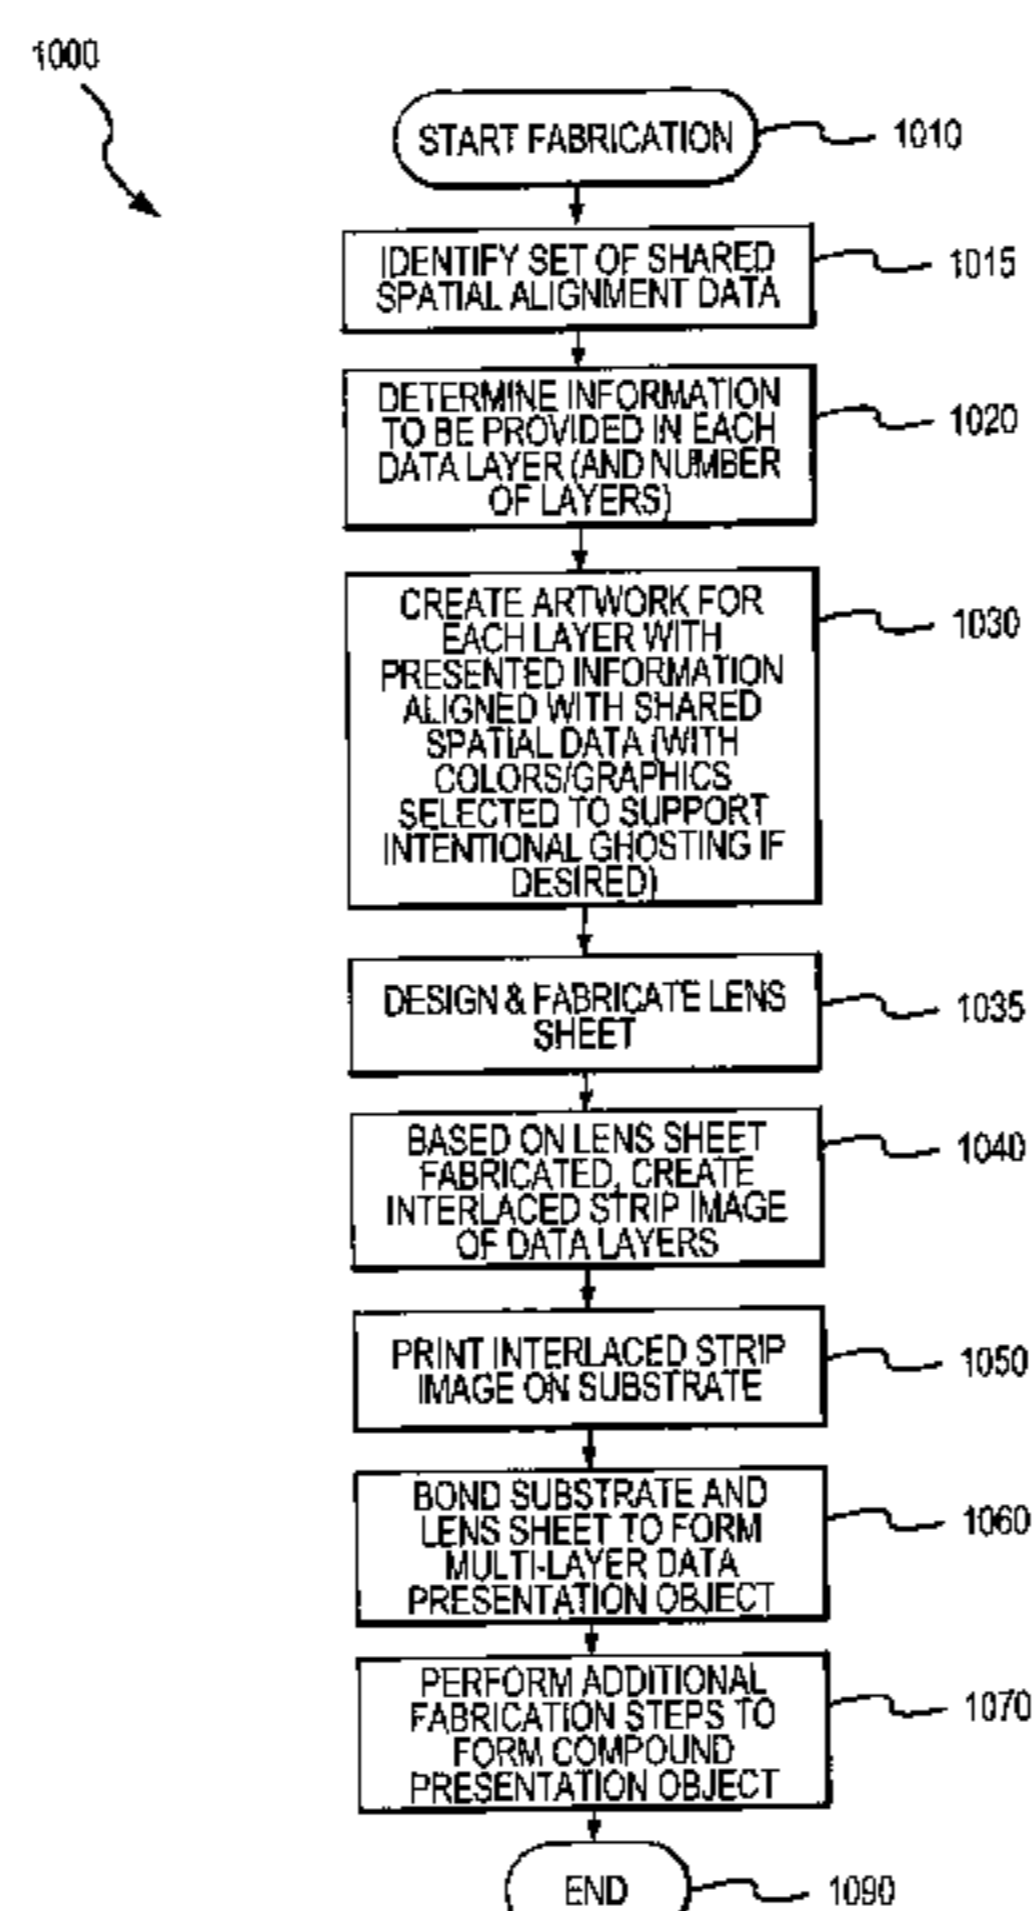 1000
START FABRICATION
1010
IDENTIFY SET OF SHARED
SPATIAL ALIGNMENT DATA
1015
DETERMINE INFORMATION
TO BE PROVIDED IN EACH
DATA LAYER (AND NUMBER
OF LAYERS)
1020
CREATE ARTWORK FOR
EACH LAYER WITH
PRESENTED INFORMATION
ALIGNED WITH SHARED
SPATIAL DATA (WITH
COLORS/GRAPHICS
SELECTED TO SUPPORT
INTENTIONAL GHOSTING IF
DESIRED)
1030
DESIGN & FABRICATE LENS
SHEET
1035
BASED ON LENS SHEET
FABRICATED, CREATE
INTERLACED STRIP IMAGE
OF DATA LAYERS
1040
PRINT INTERLACED STRIP
IMAGE ON SUBSTRATE
1050
BOND SUBSTRATE AND
LENS SHEET TO FORM
MULTI-LAYER DATA
PRESENTATION OBJECT
1060
PERFORM ADDITIONAL
FABRICATION STEPS TO
FORM COMPOUND
PRESENTATION OBJECT
1070
END
1090